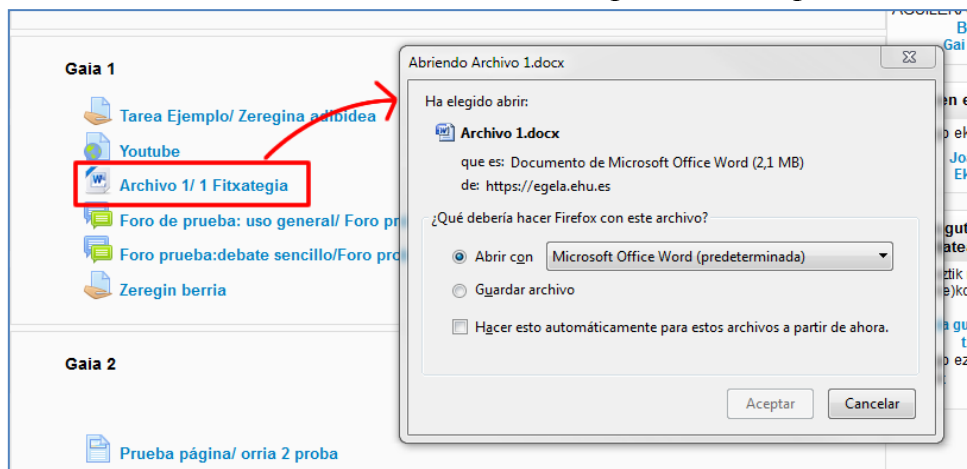 Gaia 1
Tarea Ejemplo/ Zeregina adibidea
Youtube
Archivo 1/ 1 Fitxategia
Foro de prueba: uso general/ Foro pr
Foro prueba:debate sencillo/Foro pro
Zeregin berria
Gaia 2
Prueba página/ orria 2 proba
Abriendo Archivo 1.docx
Ha elegido abrir:
Archivo 1.docx
que es: Documento de Microsoft Office Word (2,1 MB)
de: https://egela.ehu.es
¿Qué debería hacer Firefox con este archivo?
Abrir con Microsoft Office Word (predeterminada)
Guardar archivo
Hacer esto automáticamente para estos archivos a partir de ahora.
Aceptar Cancelar
Gai